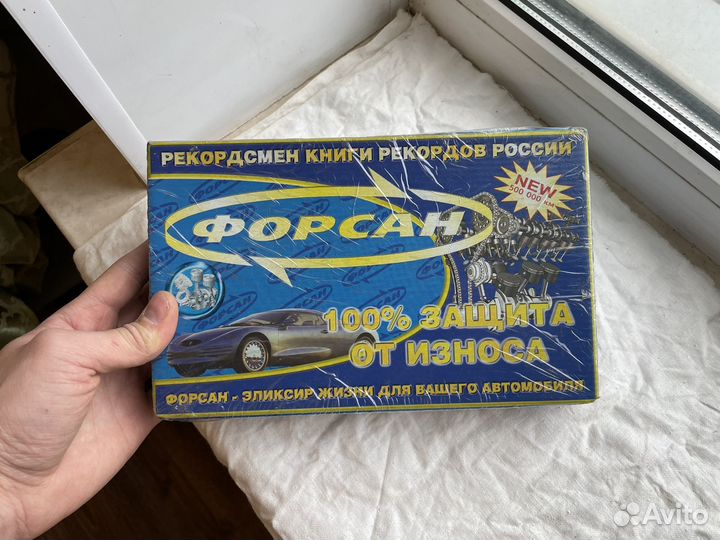 РЕКОРДСМЕН КНИГИ РЕКОРДОВ РОССИИ
ФОРСАН
NEW
500 000 км
ФОРСАН
100% ЗАЩИТА
ОТ ИЗНОСА
ФОРСАН - ЭЛИКСИР ЖИЗНИ ДЛЯ ВАШЕГО АВТОМОБИЛЯ
Avito